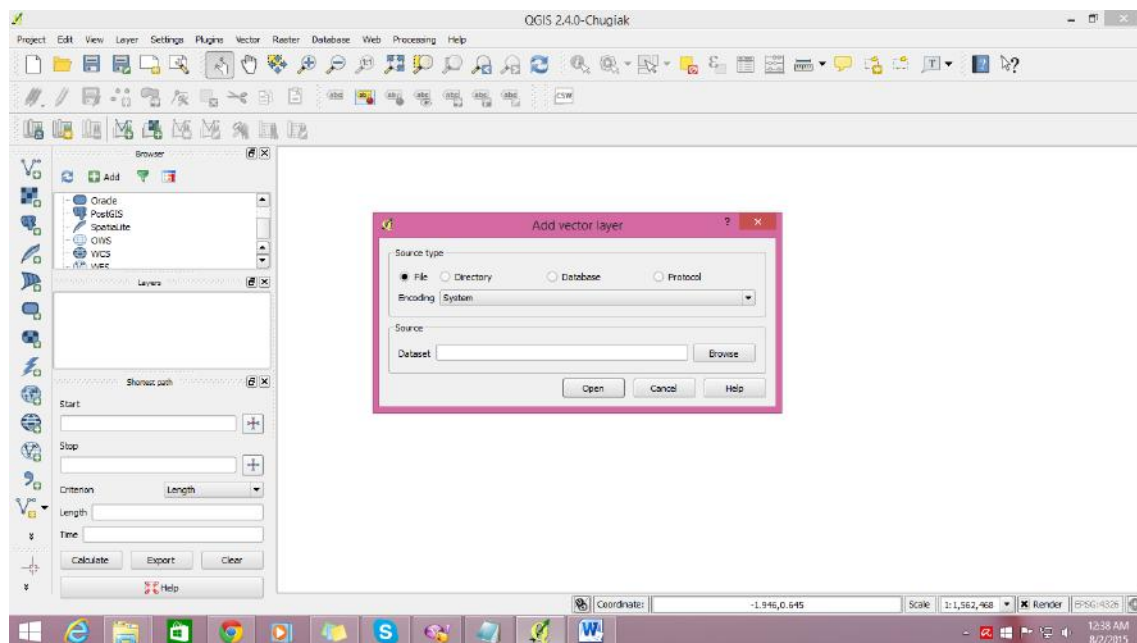 QGIS 2.4.0-Chugiak
Project Edit View Layer Settings Plugins Vector Raster Database Web Processing Help
CSW
Browser
Add
Oracle
PostGIS
SpatiaLite
OWS
WCS
WFS
Layers
Shortest path
Start
Stop
Criterion Length
Length
Time
Calculate Export Clear
Help
Add vector layer ?
Source type
File Directory Database Protocol
Encoding System
Source
Dataset Browse
Open Cancel Help
Coordinate: -1.946,0.645 Scale 1:1,562,468 Render EPSG:4326
12:38 AM
8/2/2015